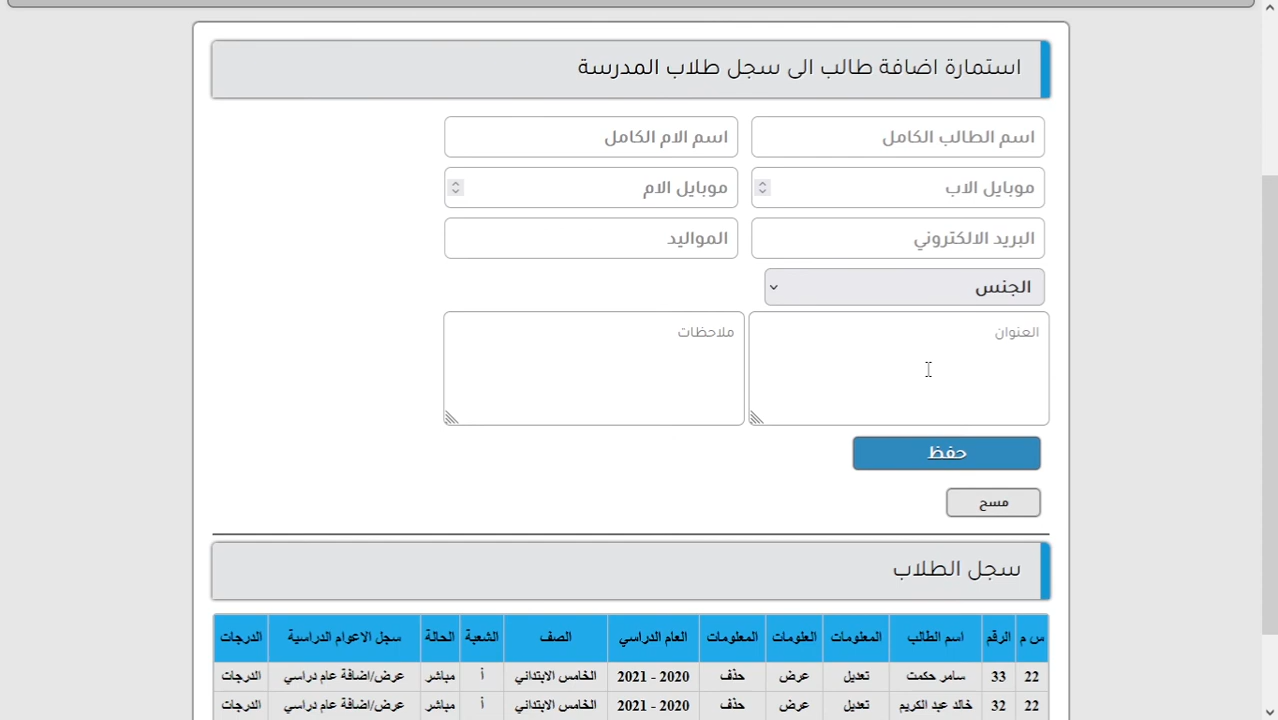 استمارة اضافة طالب الى سجل طلاب المدرسة
اسم الطالب الكامل اسم الام الكامل
موبايل الاب موبايل الام
البريد الالكتروني المواليد
الجنس
العنوان ملاحظات
حفظ
مسح
سجل الطلاب
س م الرقم اسم الطالب المعلومات العلومات المعلومات العام الدراسي الصف الشعبة الحالة سجل الاعوام الدراسية الدرجات
22 33 سامر حكمت تعديل عرض حذف 2020 - 2021 الخامس الابتدائي أ مباشر عرض/اضافة عام دراسي الدرجات
22 32 خالد عبد الكريم تعديل عرض حذف 2020 - 2021 الخامس الابتدائي أ مباشر عرض/اضافة عام دراسي الدرجات